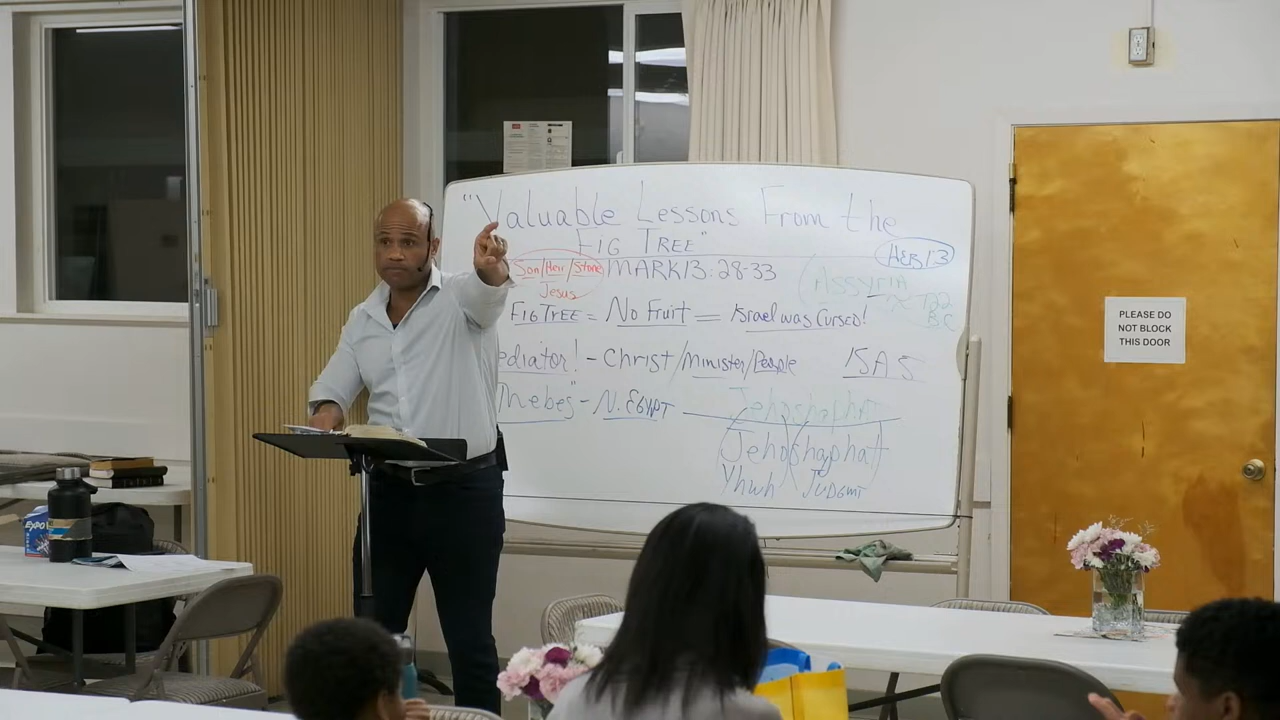 "Valuable Lessons From the
Fig Tree"
HEB 13
Son/Heir/Stone
Jesus
MARK 13:28-33
Assyria
FIG TREE = No Fruit = Israel was Cursed!
ediator! - Christ/Minister/People
ISA 5
Thebes" - N. EGYPT
Jehoshaphat
Jehoshaphat
Yhwh
JUDGMT
PLEASE DO
NOT BLOCK
THIS DOOR
EXPO